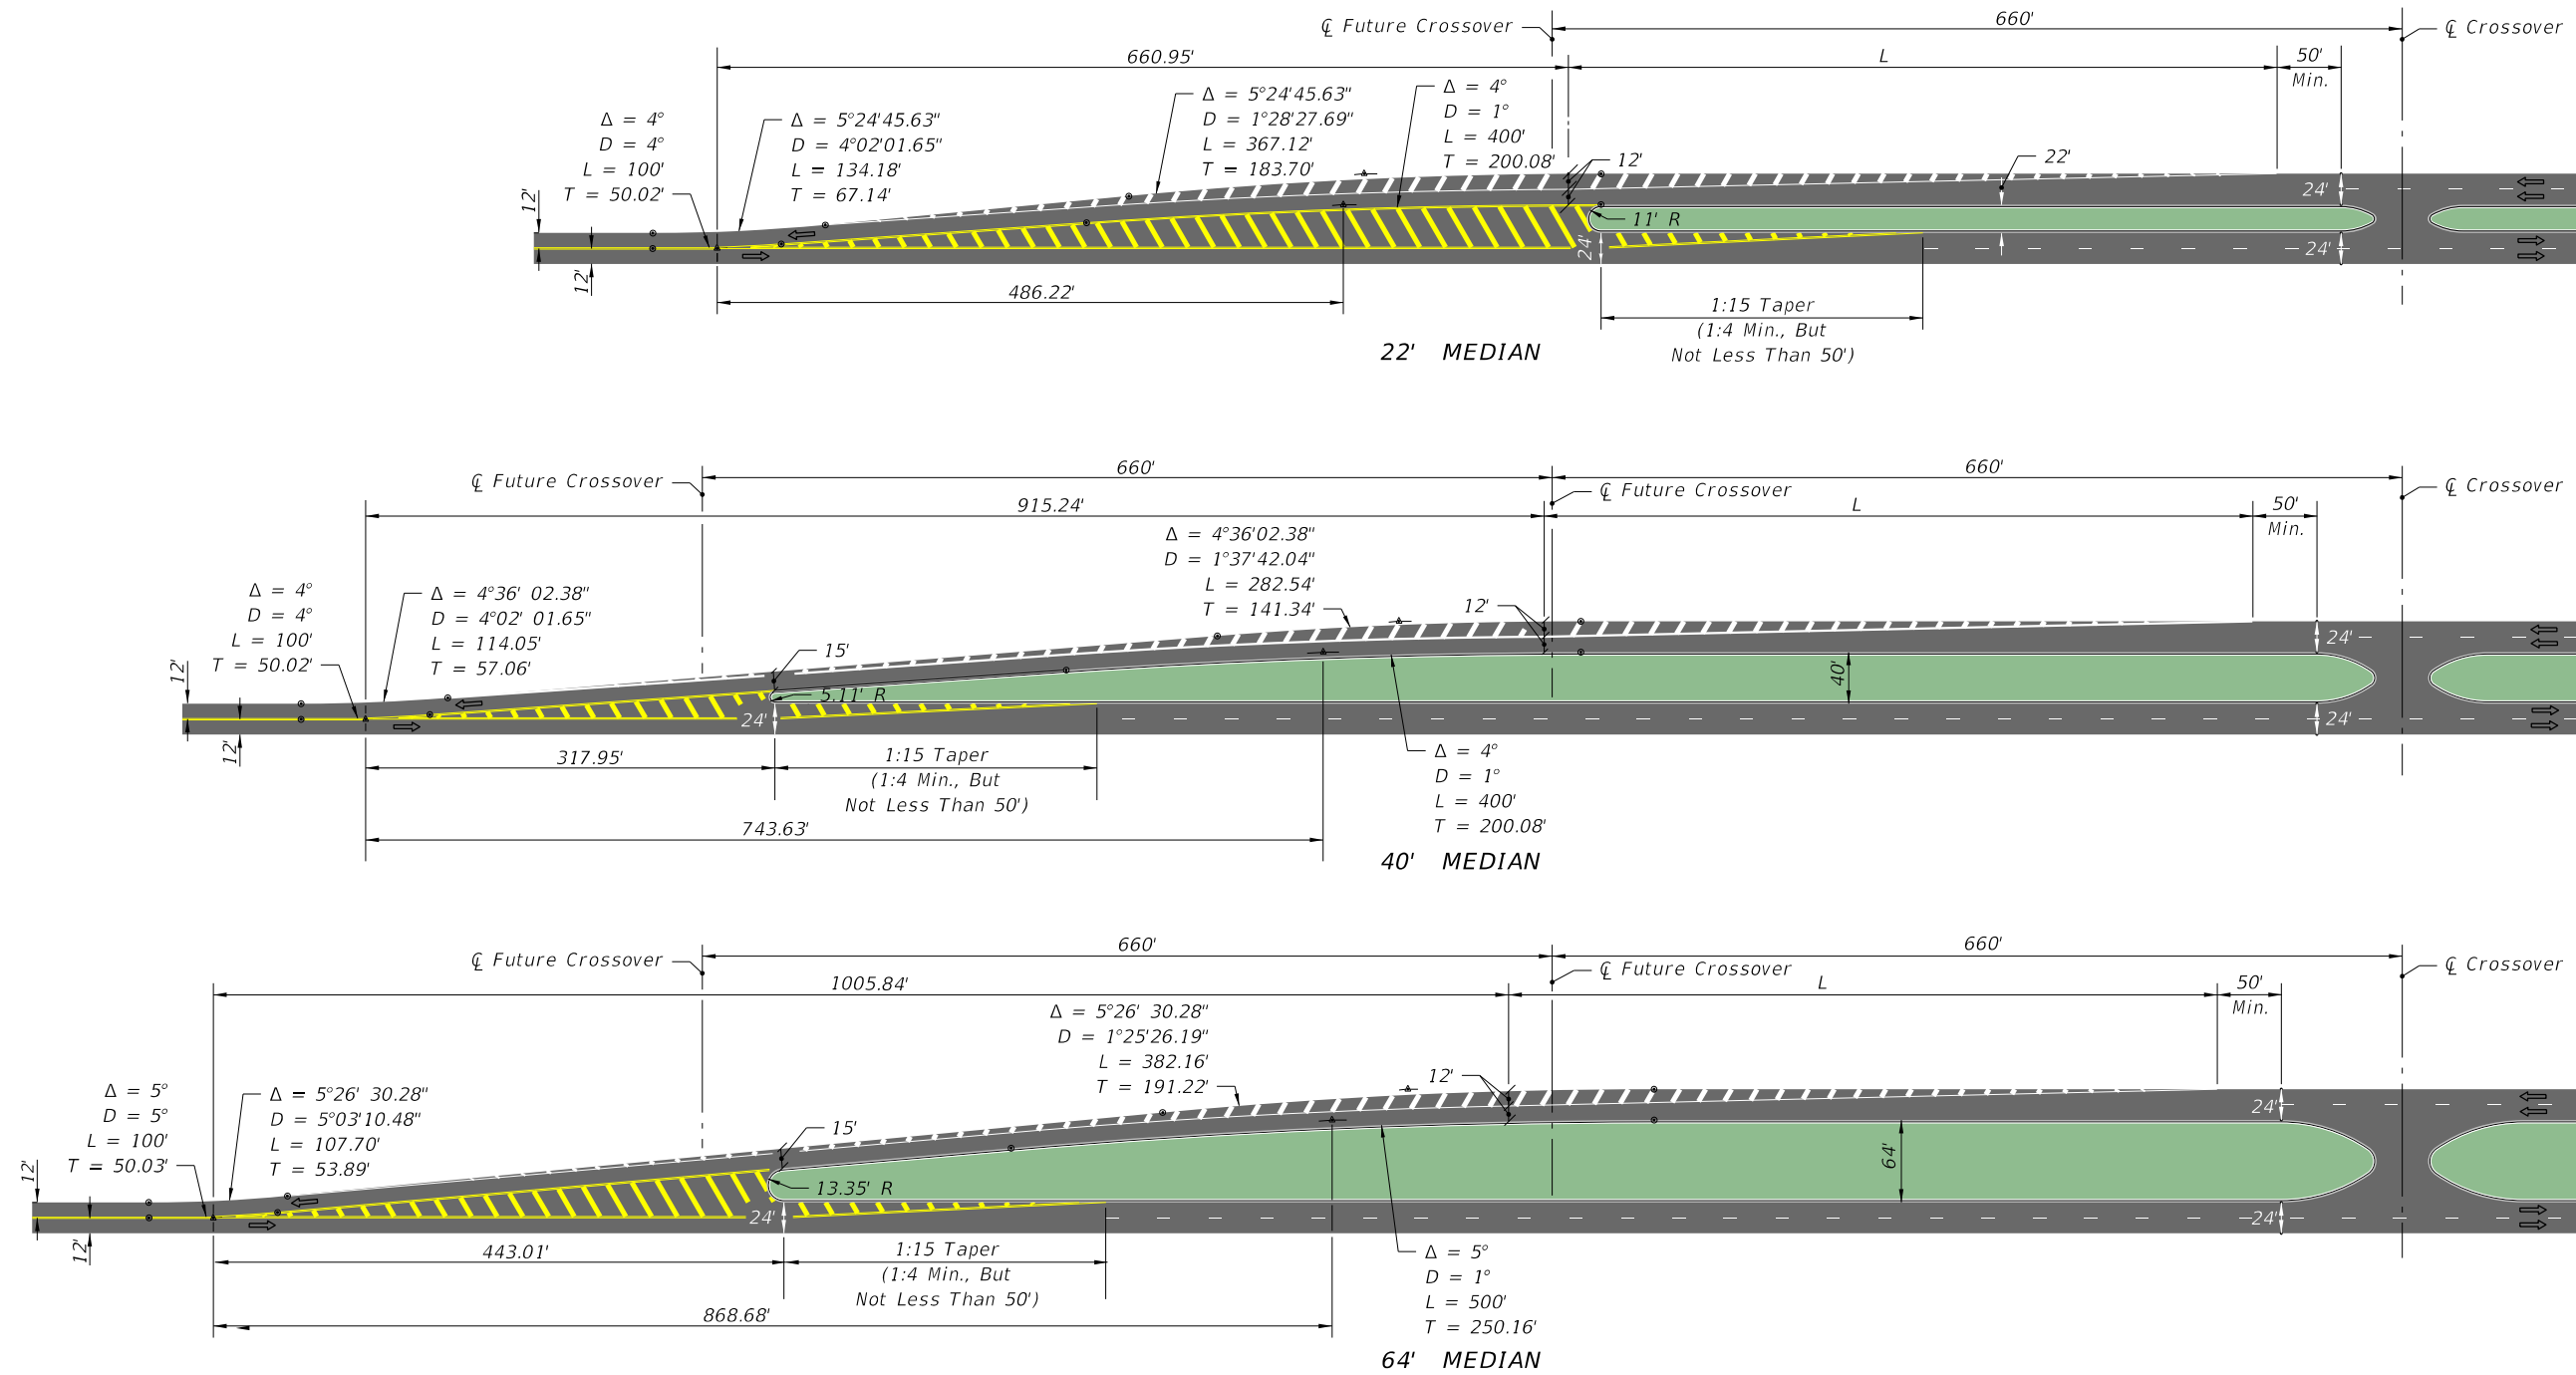 ℄ Future Crossover
660'
℄ Crossover
660.95'
L
50'
Min.
Δ = 4°
D = 4°
L = 100'
T = 50.02'
Δ = 5°24'45.63"
D = 4°02'01.65"
L = 134.18'
T = 67.14'
Δ = 5°24'45.63"
D = 1°28'27.69"
L = 367.12'
T = 183.70'
Δ = 4°
D = 1°
L = 400'
T = 200.08'
12'
22'
12'
12'
24'
11' R
24'
24'
486.22'
1:15 Taper
(1:4 Min., But
Not Less Than 50')
22' MEDIAN
660'
660'
℄ Future Crossover
℄ Future Crossover
℄ Crossover
915.24'
L
50'
Min.
Δ = 4°36'02.38"
D = 1°37'42.04"
L = 282.54'
T = 141.34'
Δ = 4°
D = 4°
L = 100'
T = 50.02'
Δ = 4°36' 02.38"
D = 4°02' 01.65"
L = 114.05'
T = 57.06'
12'
15'
12'
12'
24'
5.11' R
40'
24'
24'
317.95'
1:15 Taper
(1:4 Min., But
Not Less Than 50')
743.63'
Δ = 4°
D = 1°
L = 400'
T = 200.08'
40' MEDIAN
660'
660'
℄ Future Crossover
℄ Future Crossover
℄ Crossover
1005.84'
L
50'
Min.
Δ = 5°26' 30.28"
D = 1°25'26.19"
L = 382.16'
T = 191.22'
Δ = 5°
D = 5°
L = 100'
T = 50.03'
Δ = 5°26' 30.28"
D = 5°03'10.48"
L = 107.70'
T = 53.89'
12'
15'
12'
12'
24'
13.35' R
64'
24'
24'
443.01'
1:15 Taper
(1:4 Min., But
Not Less Than 50')
868.68'
Δ = 5°
D = 1°
L = 500'
T = 250.16'
64' MEDIAN